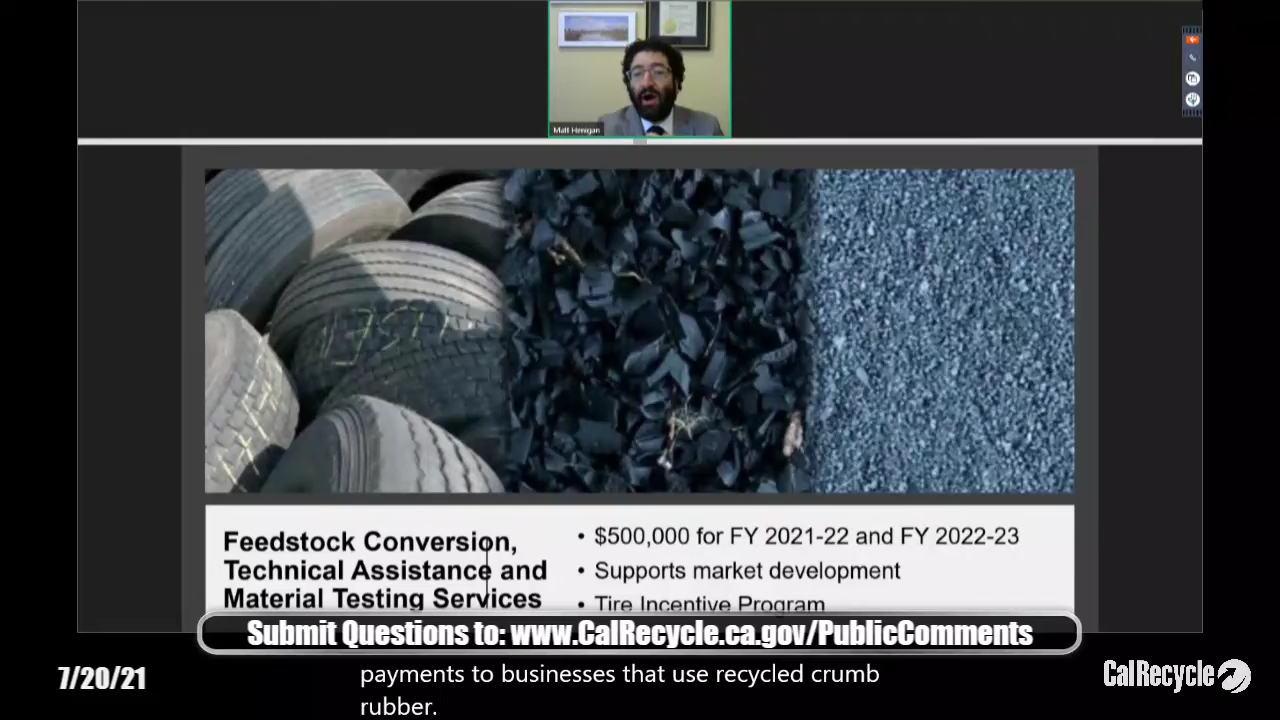 Matt Henigan
Feedstock Conversion,
Technical Assistance and
Material Testing Services
• $500,000 for FY 2021-22 and FY 2022-23
• Supports market development
• Tire Incentive Program
Submit Questions to: www.CalRecycle.ca.gov/PublicComments
7/20/21
payments to businesses that use recycled crumb
rubber.
CalRecycle